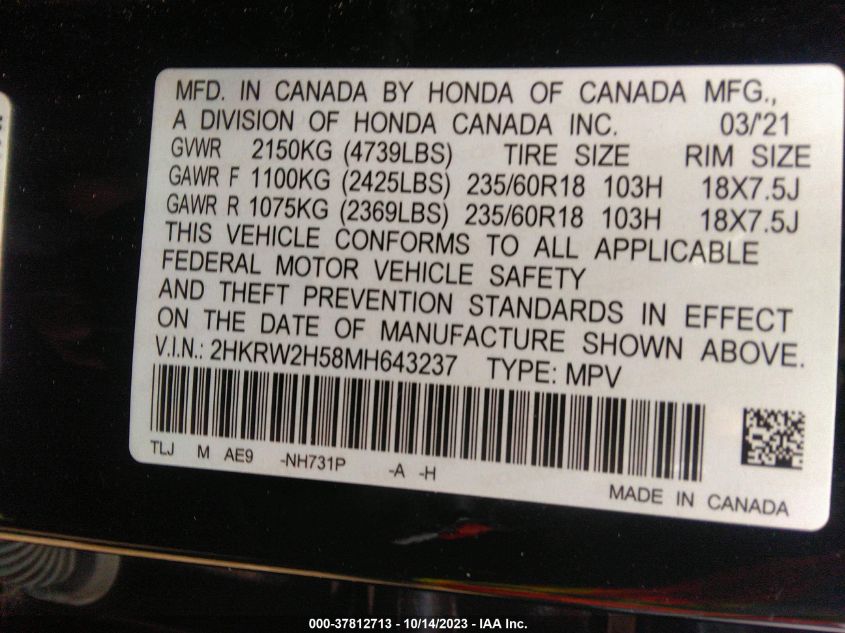 MFD. IN CANADA BY HONDA OF CANADA MFG.,
A DIVISION OF HONDA CANADA INC. 03/'21
GVWR 2150KG (4739LBS) TIRE SIZE RIM SIZE
GAWR F 1100KG (2425LBS) 235/60R18 103H 18X7.5J
GAWR R 1075KG (2369LBS) 235/60R18 103H 18X7.5J
THIS VEHICLE CONFORMS TO ALL APPLICABLE
FEDERAL MOTOR VEHICLE SAFETY
AND THEFT PREVENTION STANDARDS IN EFFECT
ON THE DATE OF MANUFACTURE SHOWN ABOVE.
V.I.N.: 2HKRW2H58MH643237 TYPE: MPV
TLJ M AE9 -NH731P -A -H
MADE IN CANADA
000-37812713 - 10/14/2023 - IAA Inc.